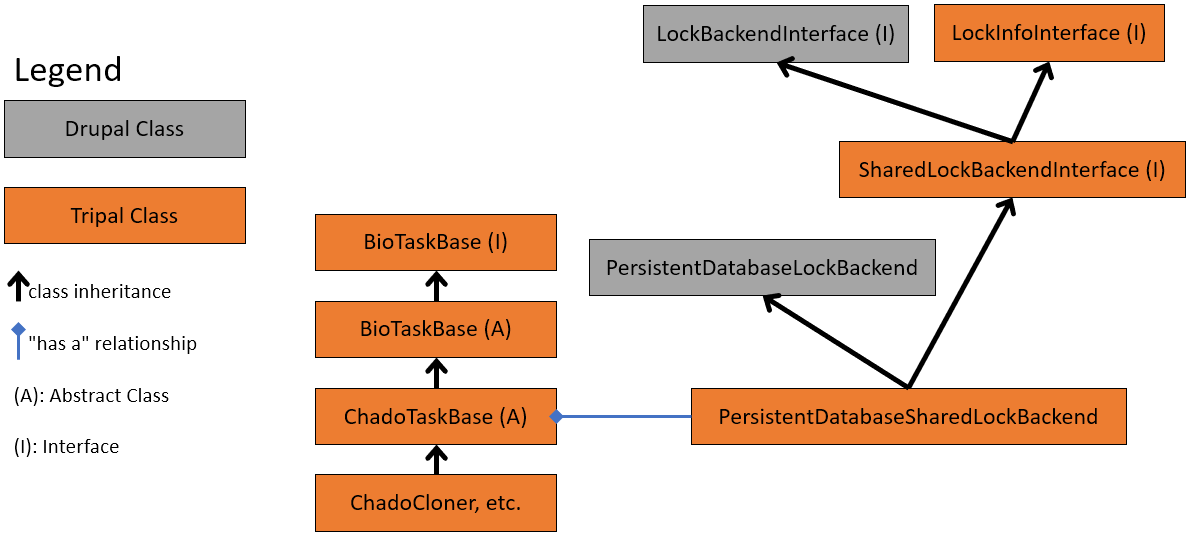 Legend
Drupal Class
Tripal Class
class inheritance
"has a" relationship
(A): Abstract Class
(I): Interface
BioTaskBase (I)
BioTaskBase (A)
ChadoTaskBase (A)
ChadoCloner, etc.
LockBackendInterface (I)
LockInfoInterface (I)
SharedLockBackendInterface (I)
PersistentDatabaseLockBackend
PersistentDatabaseSharedLockBackend